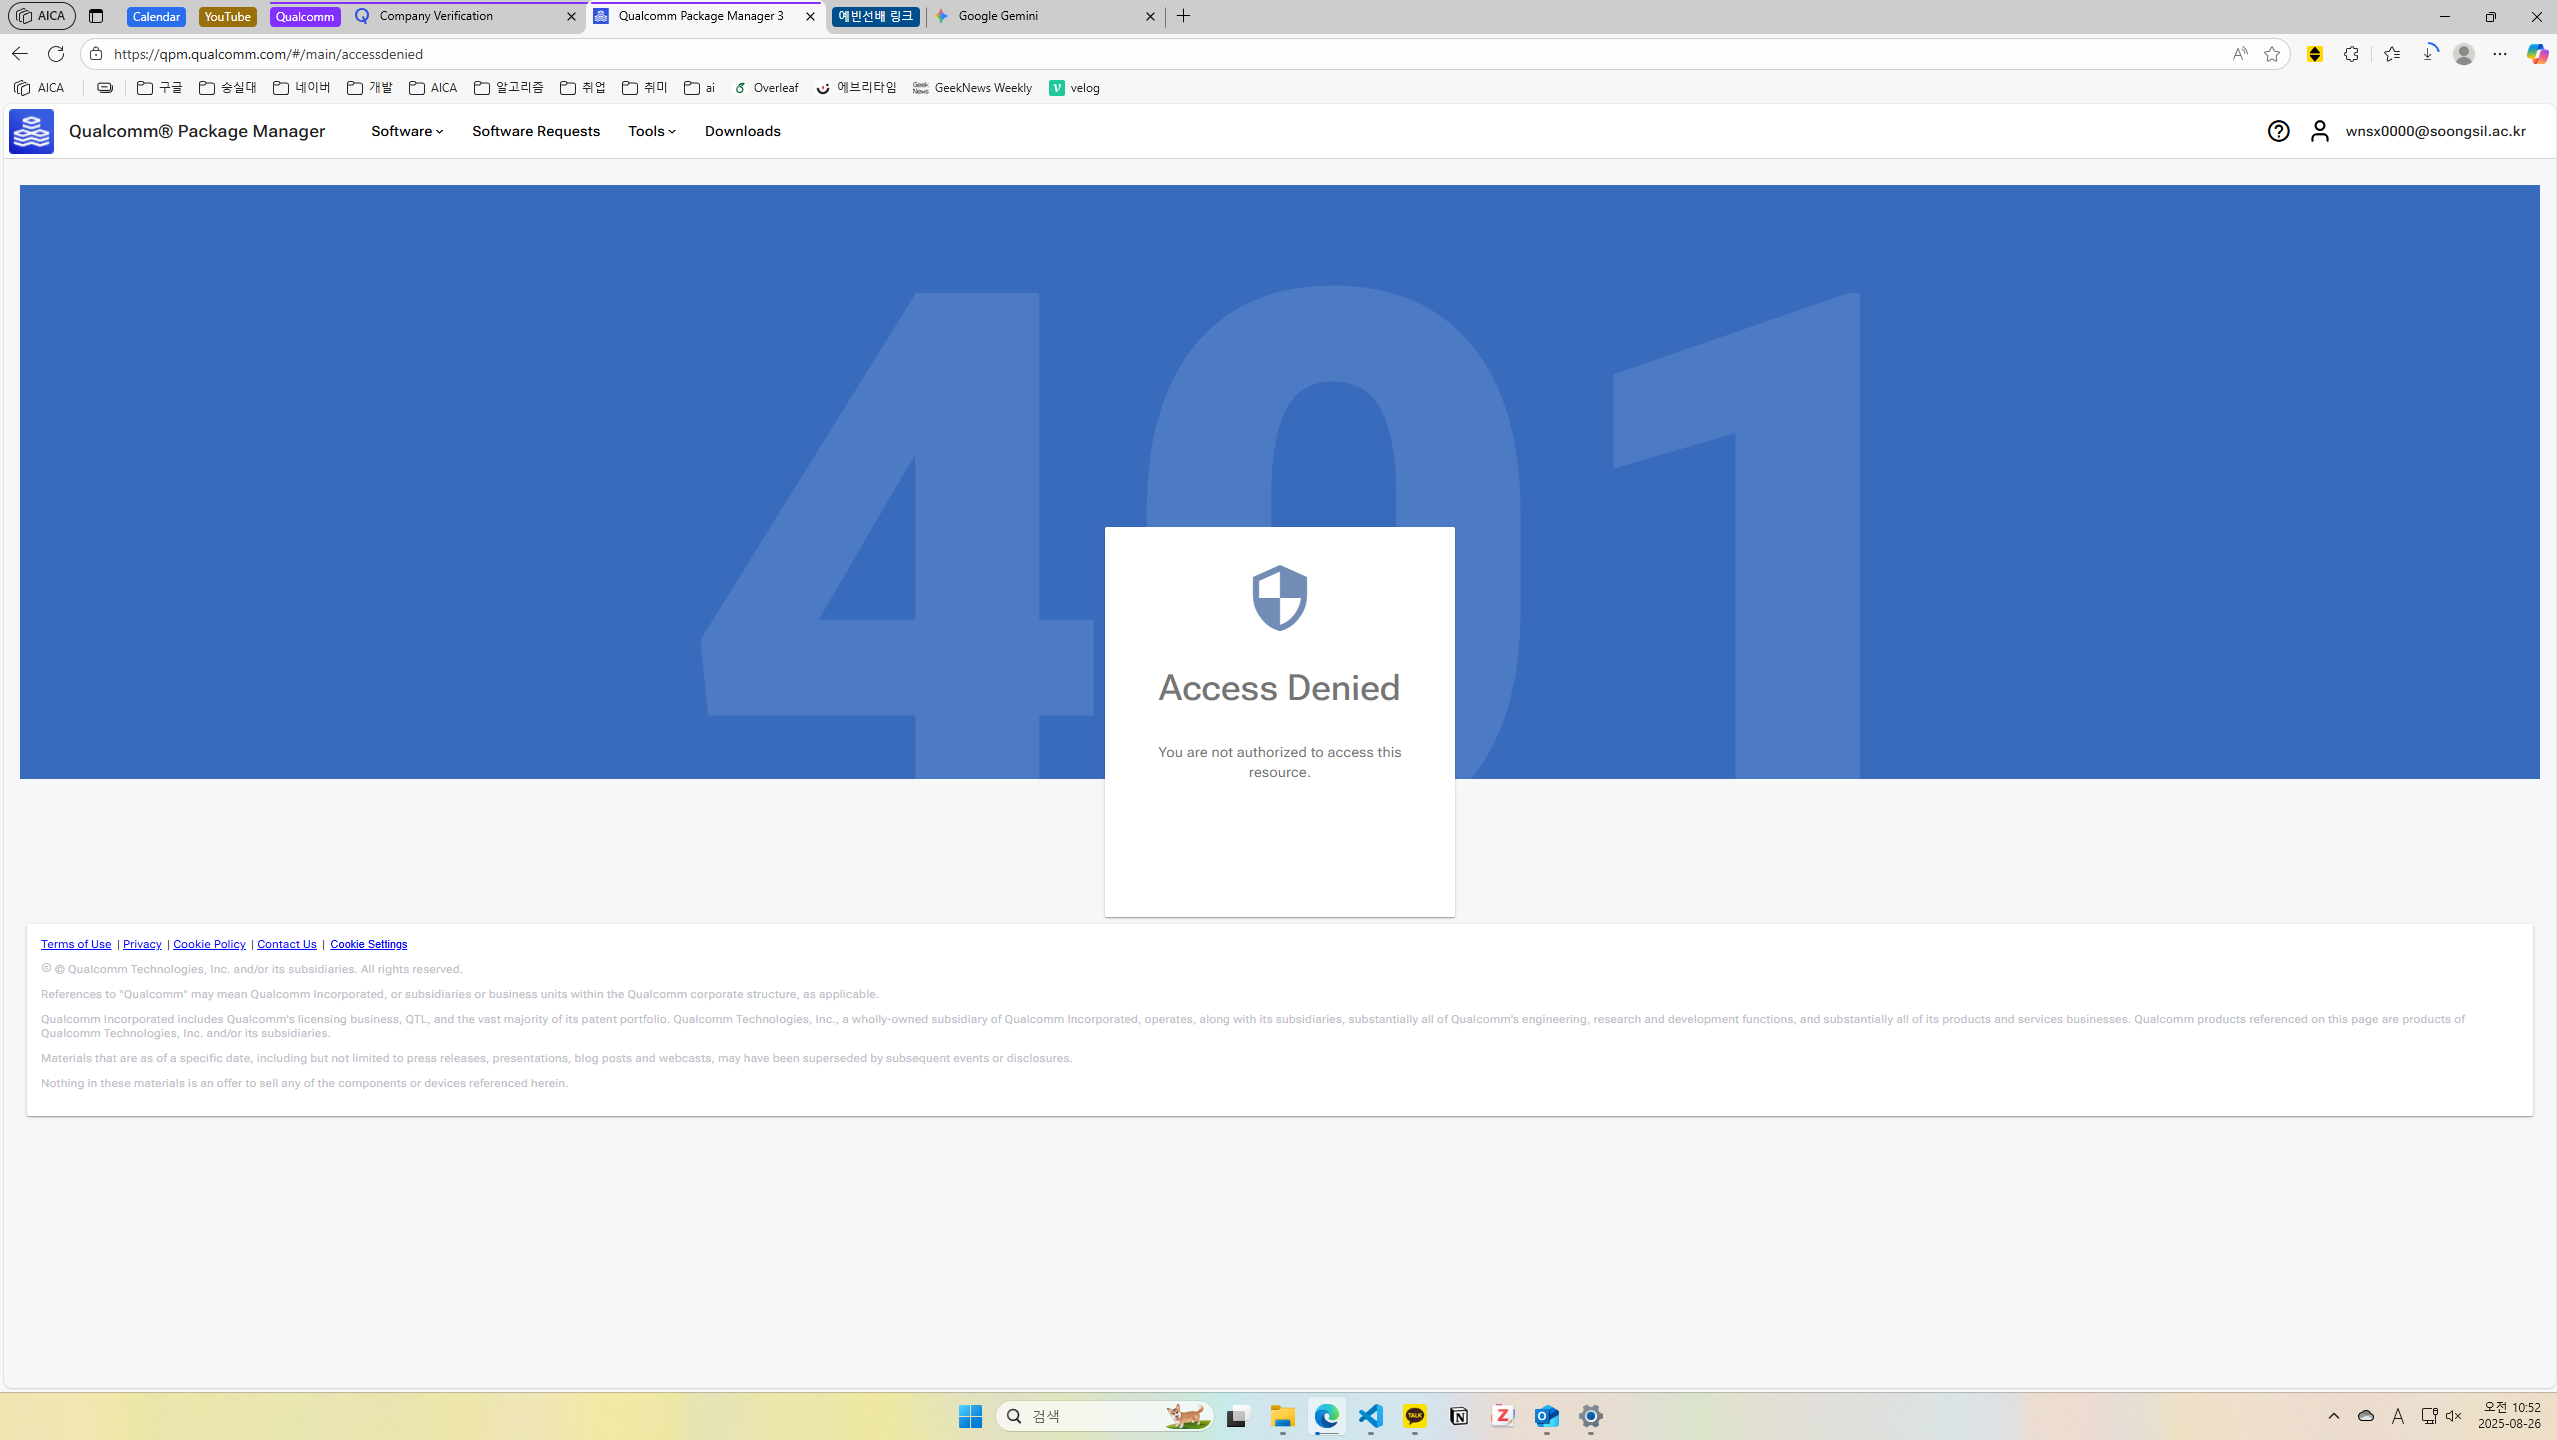 AICA
Calendar
YouTube
Qualcomm
Company Verification
Qualcomm Package Manager 3
예빈선배 링크
Google Gemini
https://qpm.qualcomm.com/#/main/accessdenied
AICA
구글
숭실대
네이버
개발
AICA
알고리즘
취업
취미
ai
Overleaf
에브리타임
GeekNews Weekly
velog
Qualcomm® Package Manager
Software
Software Requests
Tools
Downloads
wnsx0000@soongsil.ac.kr
401
Access Denied
You are not authorized to access this
resource.
Terms of Use | Privacy | Cookie Policy | Contact Us | Cookie Settings
© © Qualcomm Technologies, Inc. and/or its subsidiaries. All rights reserved.
References to "Qualcomm" may mean Qualcomm Incorporated, or subsidiaries or business units within the Qualcomm corporate structure, as applicable.
Qualcomm Incorporated includes Qualcomm's licensing business, QTL, and the vast majority of its patent portfolio. Qualcomm Technologies, Inc., a wholly-owned subsidiary of Qualcomm Incorporated, operates, along with its subsidiaries, substantially all of Qualcomm's engineering, research and development functions, and substantially all of its products and services businesses. Qualcomm products referenced on this page are products of
Qualcomm Technologies, Inc. and/or its subsidiaries.
Materials that are as of a specific date, including but not limited to press releases, presentations, blog posts and webcasts, may have been superseded by subsequent events or disclosures.
Nothing in these materials is an offer to sell any of the components or devices referenced herein.
검색
A
오전 10:52
2025-08-26